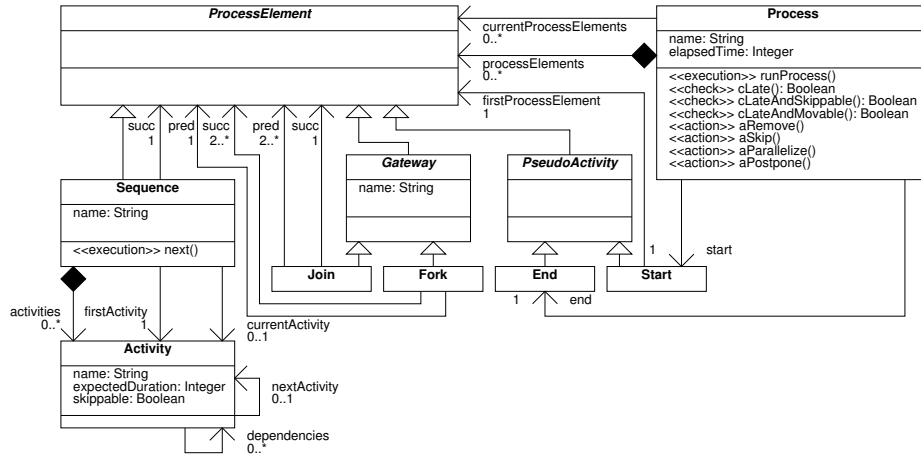 ProcessElement
currentProcessElements
0..*
processElements
0..*
firstProcessElement
1
Process
name: String
elapsedTime: Integer
<<execution>> runProcess()
<<check>> cLate(): Boolean
<<check>> cLateAndSkippable(): Boolean
<<check>> cLateAndMovable(): Boolean
<<action>> aRemove()
<<action>> aSkip()
<<action>> aParallelize()
<<action>> aPostpone()
succ
1
pred
1
succ
2..*
pred
2..*
succ
1
Gateway
name: String
PseudoActivity
Sequence
name: String
<<execution>> next()
Join
Fork
End
Start
1
start
1
end
activities
0..*
firstActivity
1
currentActivity
0..1
Activity
name: String
expectedDuration: Integer
skippable: Boolean
nextActivity
0..1
dependencies
0..*